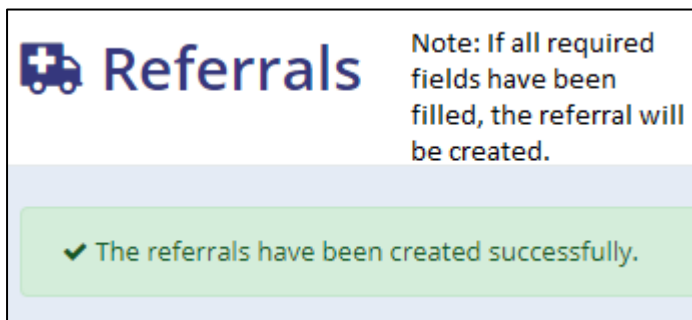 Referrals
Note: If all required
fields have been
filled, the referral will
be created.
✔ The referrals have been created successfully.